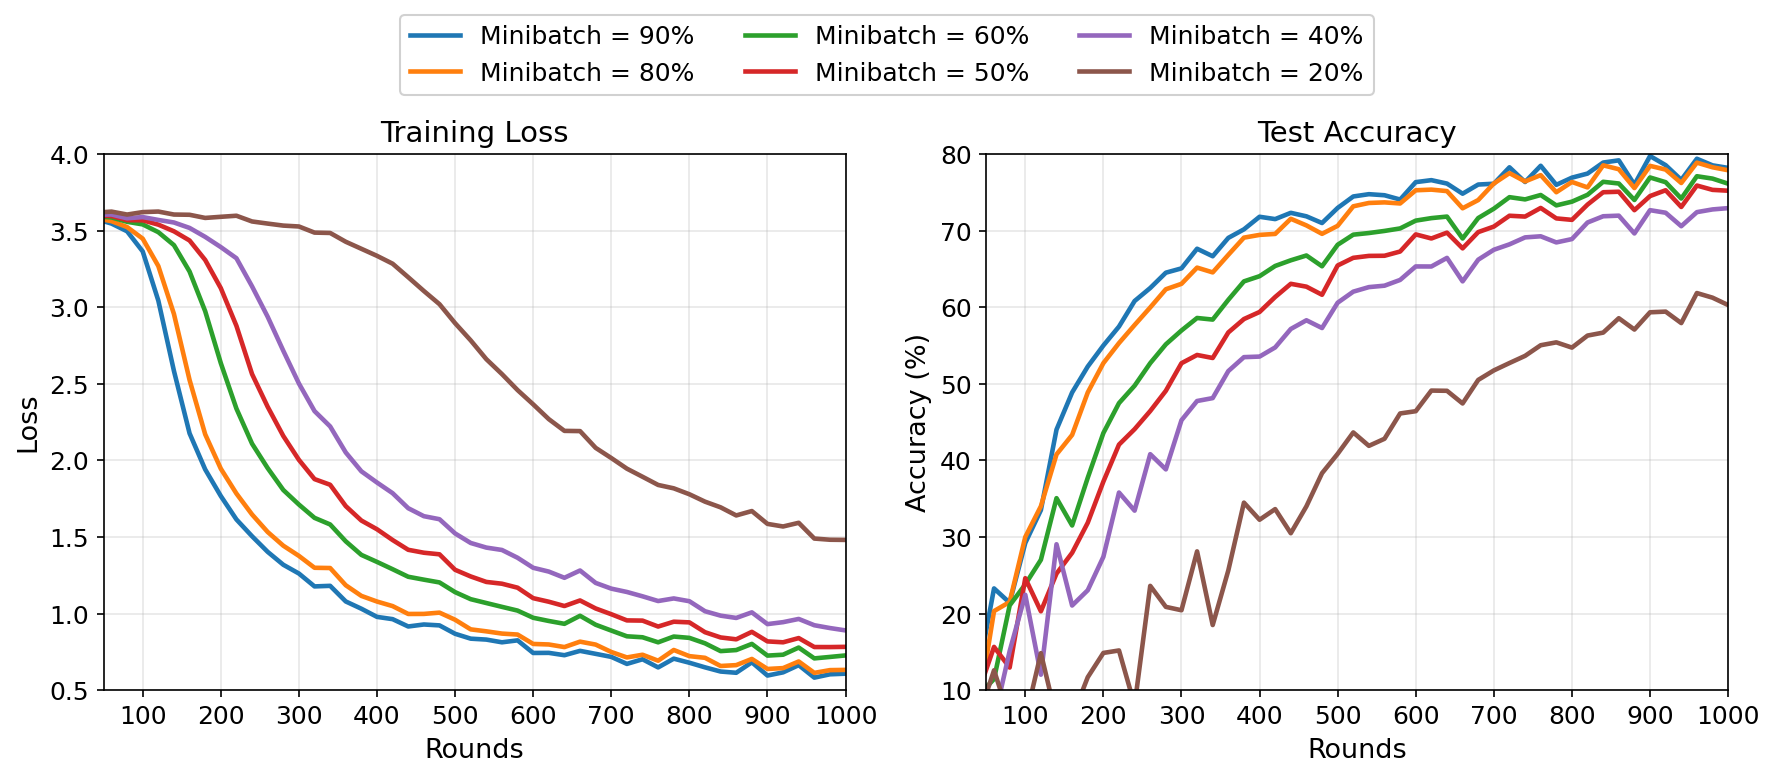 Minibatch = 90% Minibatch = 60% Minibatch = 40%
Minibatch = 80% Minibatch = 50% Minibatch = 20%
Training Loss
4.0
3.5
3.0
2.5
2.0
1.5
1.0
0.5
Loss
100 200 300 400 500 600 700 800 900 1000
Rounds
Test Accuracy
80
70
60
50
40
30
20
10
Accuracy (%)
100 200 300 400 500 600 700 800 900 1000
Rounds